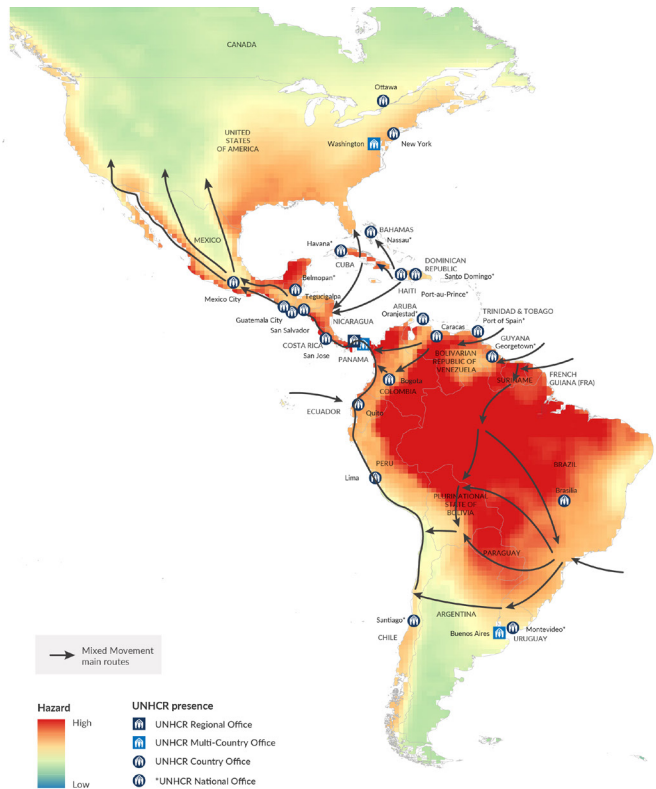 CANADA
Ottawa
UNITED
STATES
OF AMERICA
Washington
New York
MEXICO
BAHAMAS
Nassau*
Havana*
CUBA
DOMINICAN
REPUBLIC
Santo Domingo*
HAITI
Port-au-Prince*
Belmopan*
Mexico City
Tegucigalpa
Guatemala City
San Salvador
NICARAGUA
ARUBA
Oranjestad*
TRINIDAD & TOBAGO
Port of Spain*
Caracas
COSTA RICA
San Jose
PANAMA
GUYANA
Georgetown*
BOLIVARIAN
REPUBLIC OF
VENEZUELA
SURINAME
FRENCH
GUIANA (FRA)
Bogota
COLOMBIA
ECUADOR
Quito
PERU
Lima
BRAZIL
Brasilia
PLURINATIONAL
STATE OF
BOLIVIA
PARAGUAY
ARGENTINA
Santiago*
CHILE
Buenos Aires
Montevideo*
URUGUAY
Mixed Movement
main routes
Hazard
High
Low
UNHCR presence
UNHCR Regional Office
UNHCR Multi-Country Office
UNHCR Country Office
*UNHCR National Office